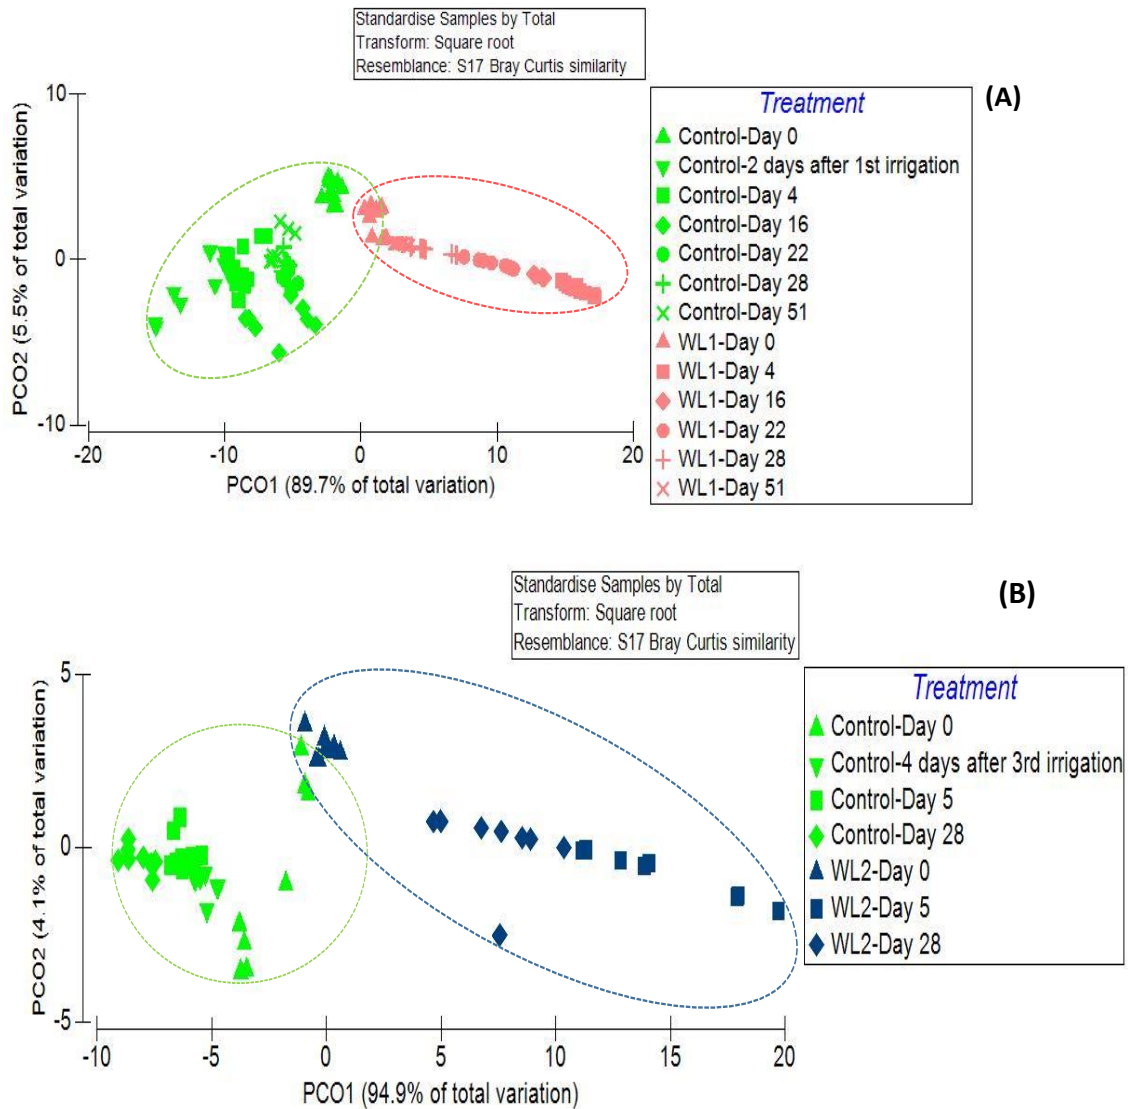 Standardise Samples by Total
Transform: Square root
Resemblance: S17 Bray Curtis similarity
(A)
10
0
-10
PCO2 (5.5% of total variation)
-20
-10
0
10
20
PCO1 (89.7% of total variation)
Treatment
Control-Day 0
Control-2 days after 1st irrigation
Control-Day 4
Control-Day 16
Control-Day 22
Control-Day 28
Control-Day 51
WL1-Day 0
WL1-Day 4
WL1-Day 16
WL1-Day 22
WL1-Day 28
WL1-Day 51
Standardise Samples by Total
Transform: Square root
Resemblance: S17 Bray Curtis similarity
(B)
5
0
-5
PCO2 (4.1% of total variation)
-10
-5
0
5
10
15
20
PCO1 (94.9% of total variation)
Treatment
Control-Day 0
Control-4 days after 3rd irrigation
Control-Day 5
Control-Day 28
WL2-Day 0
WL2-Day 5
WL2-Day 28